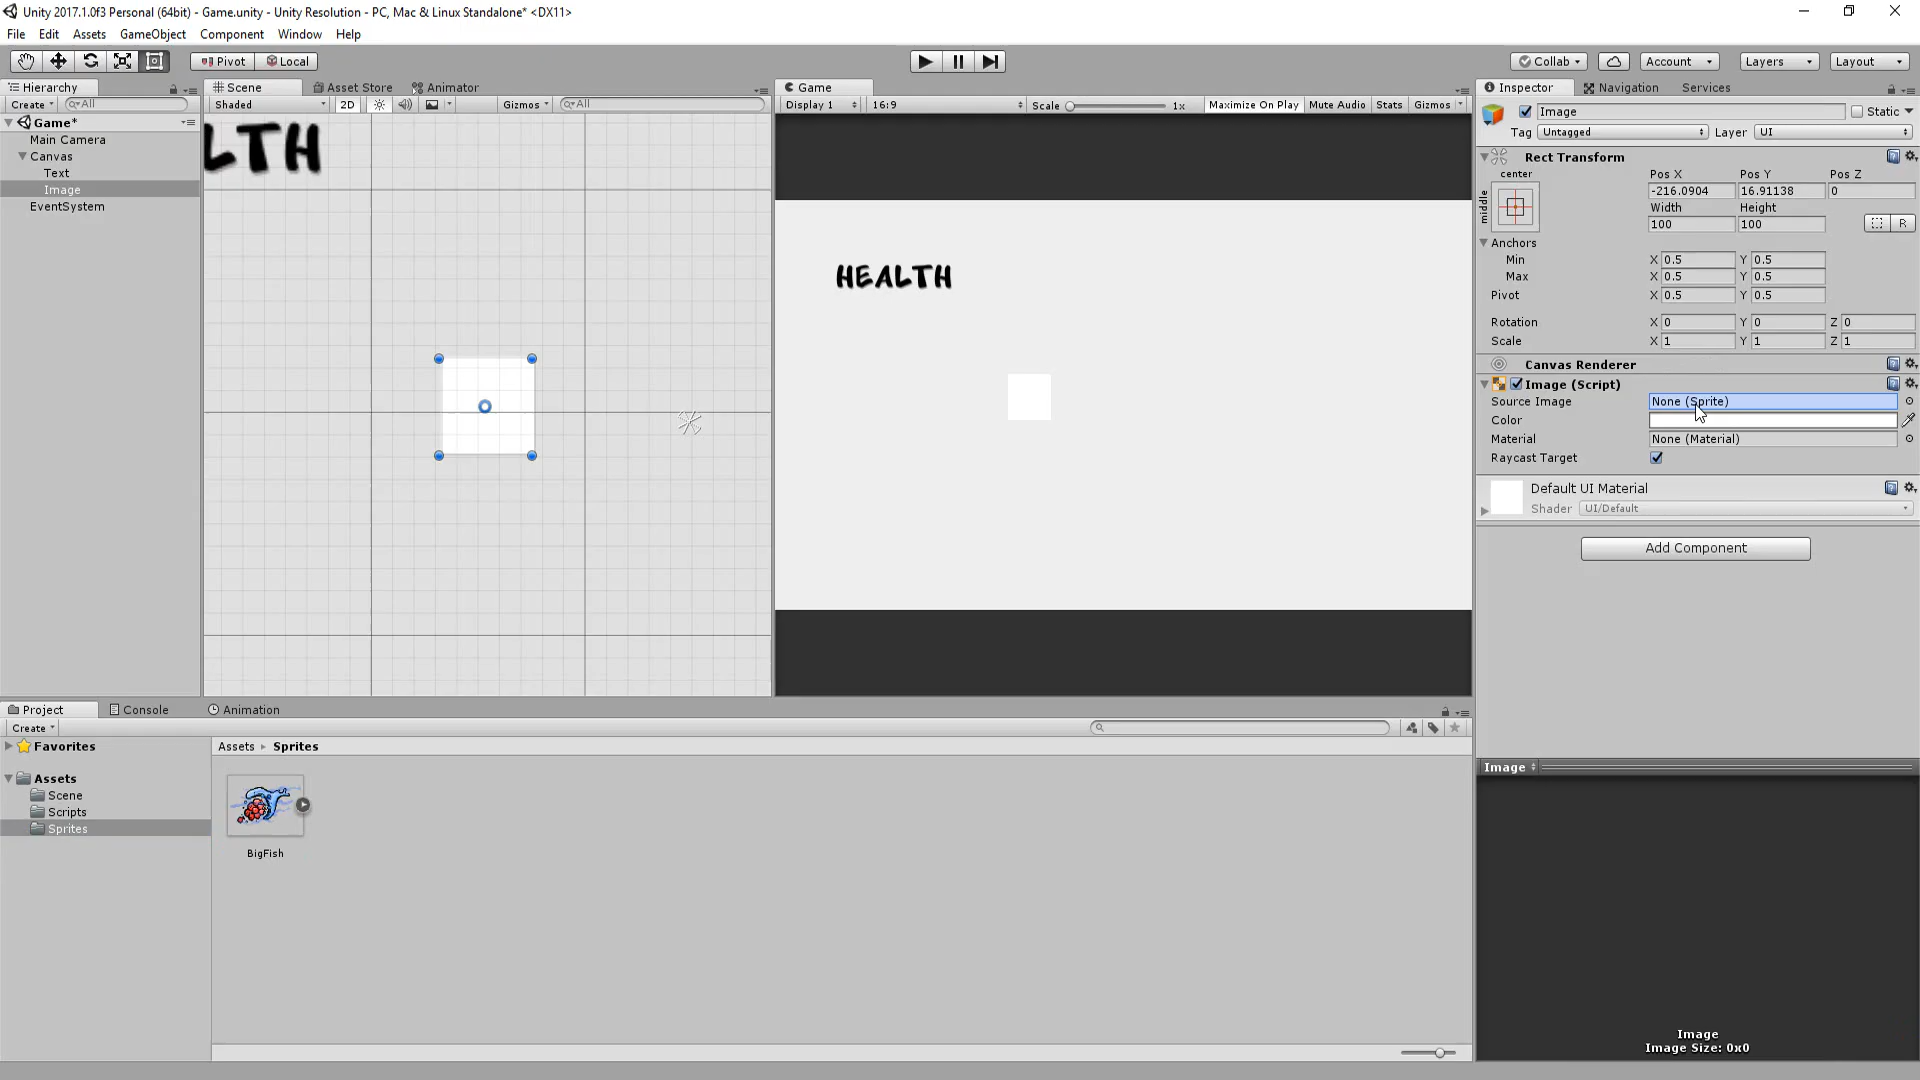 Unity 2017.1.0f3 Personal (64bit) - Game.unity - Unity Resolution - PC, Mac & Linux Standalone* <DX11>
File Edit Assets GameObject Component Window Help
Pivot Local Collab Account Layers Layout
Hierarchy
Create All
Game*
Main Camera
Canvas
Text
Image
EventSystem
Scene Asset Store Animator
Shaded 2D Gizmos All
LTH
Game
Display 1 16:9 Scale 1x Maximize On Play Mute Audio Stats Gizmos
HEALTH
Inspector Navigation Services
Image Static
Tag Untagged Layer UI
Rect Transform
center
middle
Pos X Pos Y Pos Z
-216.0904 16.91138 0
Width Height
100 100 R
Anchors
Min X 0.5 Y 0.5
Max X 0.5 Y 0.5
Pivot X 0.5 Y 0.5
Rotation X 0 Y 0 Z 0
Scale X 1 Y 1 Z 1
Canvas Renderer
Image (Script)
Source Image None (Sprite)
Color
Material None (Material)
Raycast Target
Default UI Material
Shader UI/Default
Add Component
Project Console Animation
Create
Favorites
Assets
Scene
Scripts
Sprites
Assets Sprites
BigFish
Image
Image
Image Size: 0x0